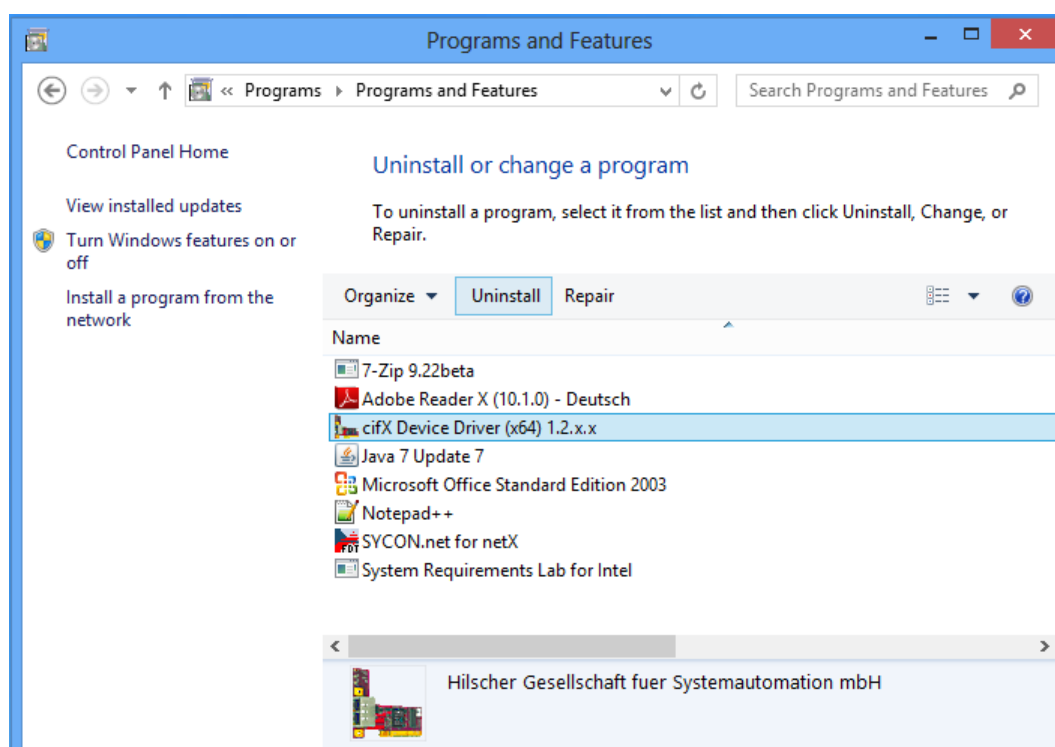 Programs and Features
« Programs Programs and Features
Search Programs and Features
Control Panel Home
View installed updates
Turn Windows features on or
off
Install a program from the
network
Uninstall or change a program
To uninstall a program, select it from the list and then click Uninstall, Change, or
Repair.
Organize Uninstall Repair
Name
7-Zip 9.22beta
Adobe Reader X (10.1.0) - Deutsch
cifX Device Driver (x64) 1.2.x.x
Java 7 Update 7
Microsoft Office Standard Edition 2003
Notepad++
FDT SYCON.net for netX
System Requirements Lab for Intel
Hilscher Gesellschaft fuer Systemautomation mbH